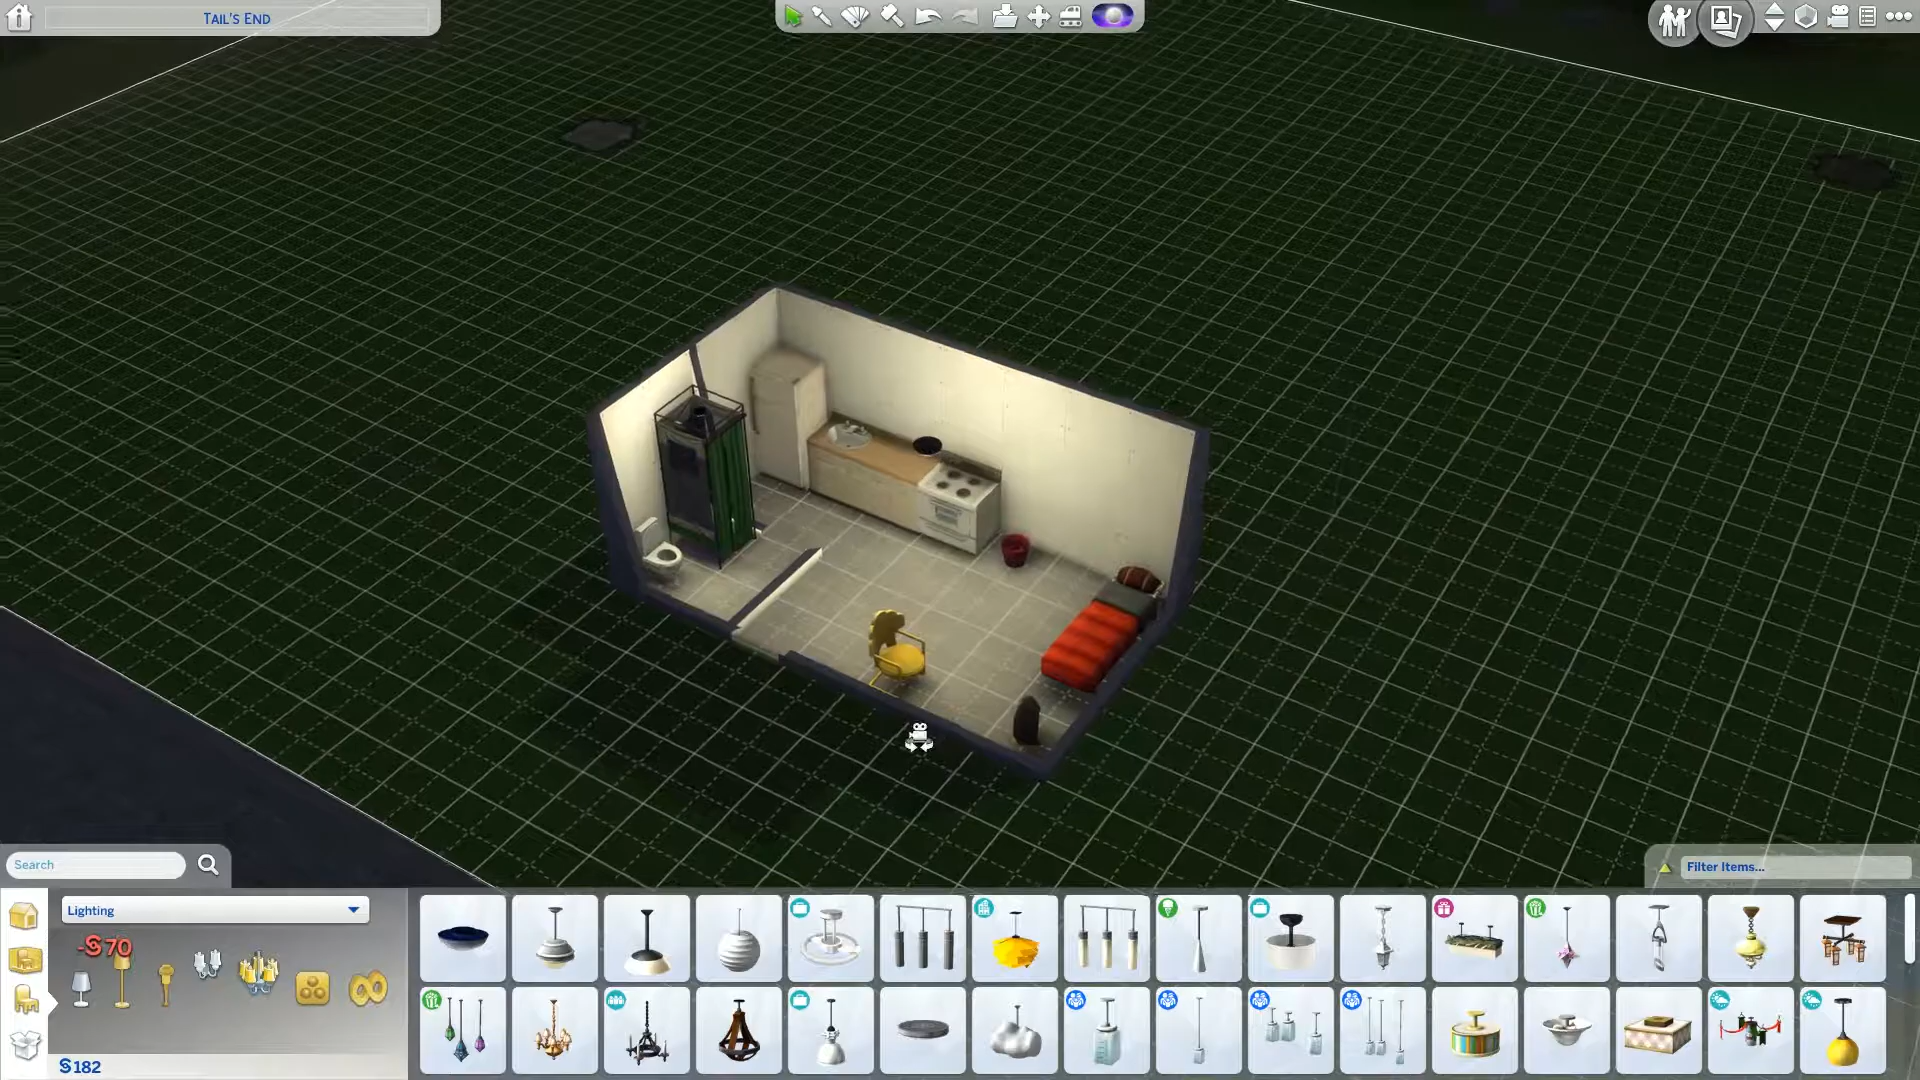 TAIL'S END
Search
Filter Items...
Lighting
-§70
§182